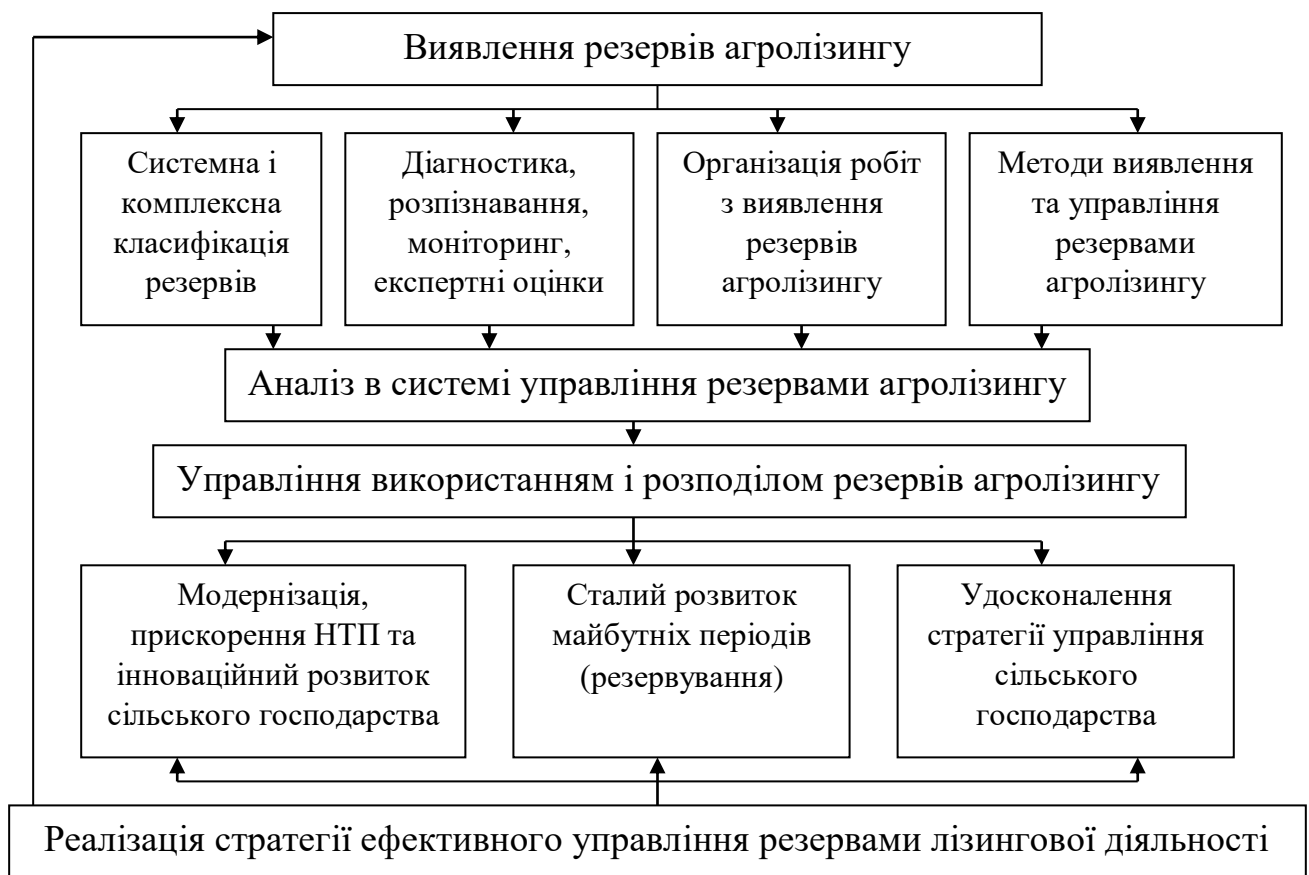 Виявлення резервів агролізингу
Системна і
комплексна
класифікація
резервів
Діагностика,
розпізнавання,
моніторинг,
експертні оцінки
Організація робіт
з виявлення
резервів
агролізингу
Методи виявлення
та управління
резервами
агролізингу
Аналіз в системі управління резервами агролізингу
Управління використанням і розподілом резервів агролізингу
Модернізація,
прискорення НТП та
інноваційний розвиток
сільського господарства
Сталий розвиток
майбутніх періодів
(резервування)
Удосконалення
стратегії управління
сільського
господарства
Реалізація стратегії ефективного управління резервами лізингової діяльності